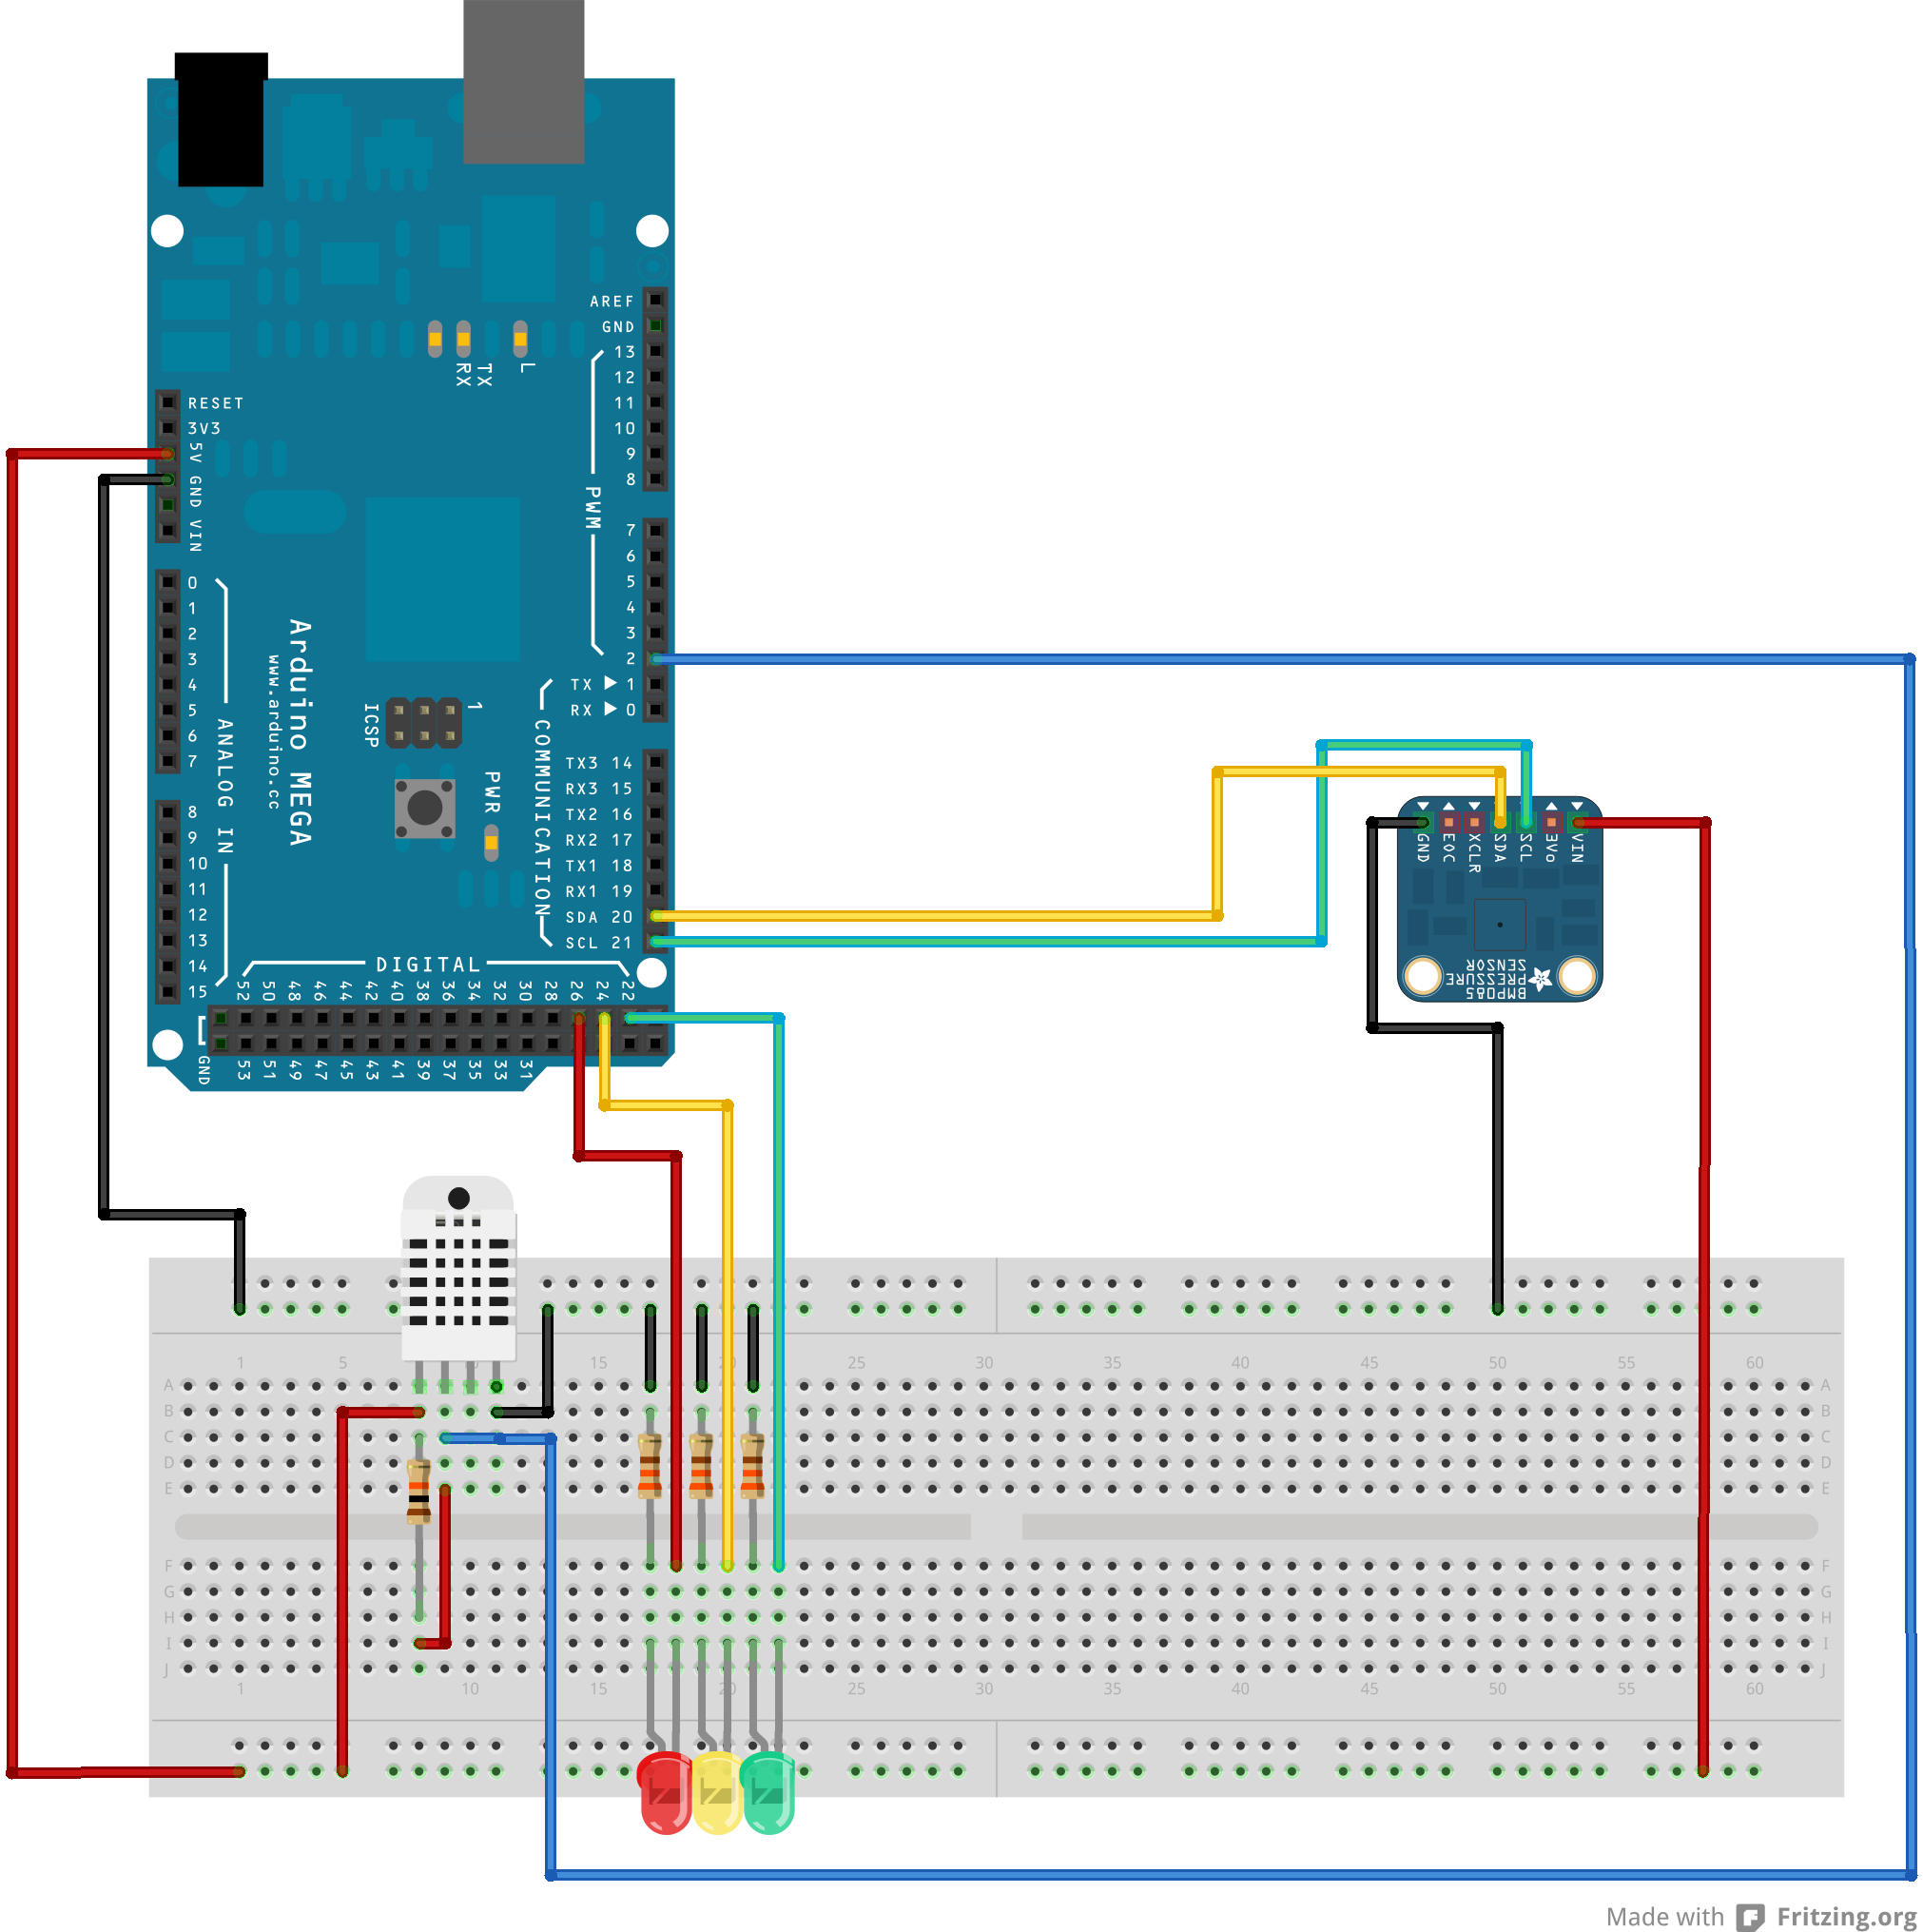 AREF
GND
13
12
11
10
9
8
7
6
5
4
3
2
TX ▶ 1
RX ▶ 0
PWM
TX3 14
RX3 15
TX2 16
RX2 17
TX1 18
RX1 19
SDA 20
SCL 21
COMMUNICATION
RX
TX
L
RESET
3V3
5V
GND
VIN
0
1
2
3
4
5
6
7
8
9
10
11
12
13
14
15
ANALOG IN
Arduino MEGA
www.arduino.cc
ICSP
1
PWR
DIGITAL
52 50 48 46 44 42 40 38 36 34 32 30 28 26 24 22
GND
53 51 49 47 45 43 41 39 37 35 33 31
GND EOC XCLR SDA SCL 3Vo VIN
BMP085
PRESSURE
SENSOR
1 5 10 15 20 25 30 35 40 45 50 55 60
A A
B B
C C
D D
E E
F F
G G
H H
I I
J J
1 10 15 20 25 30 35 40 45 50 55 60
Made with Fritzing.org